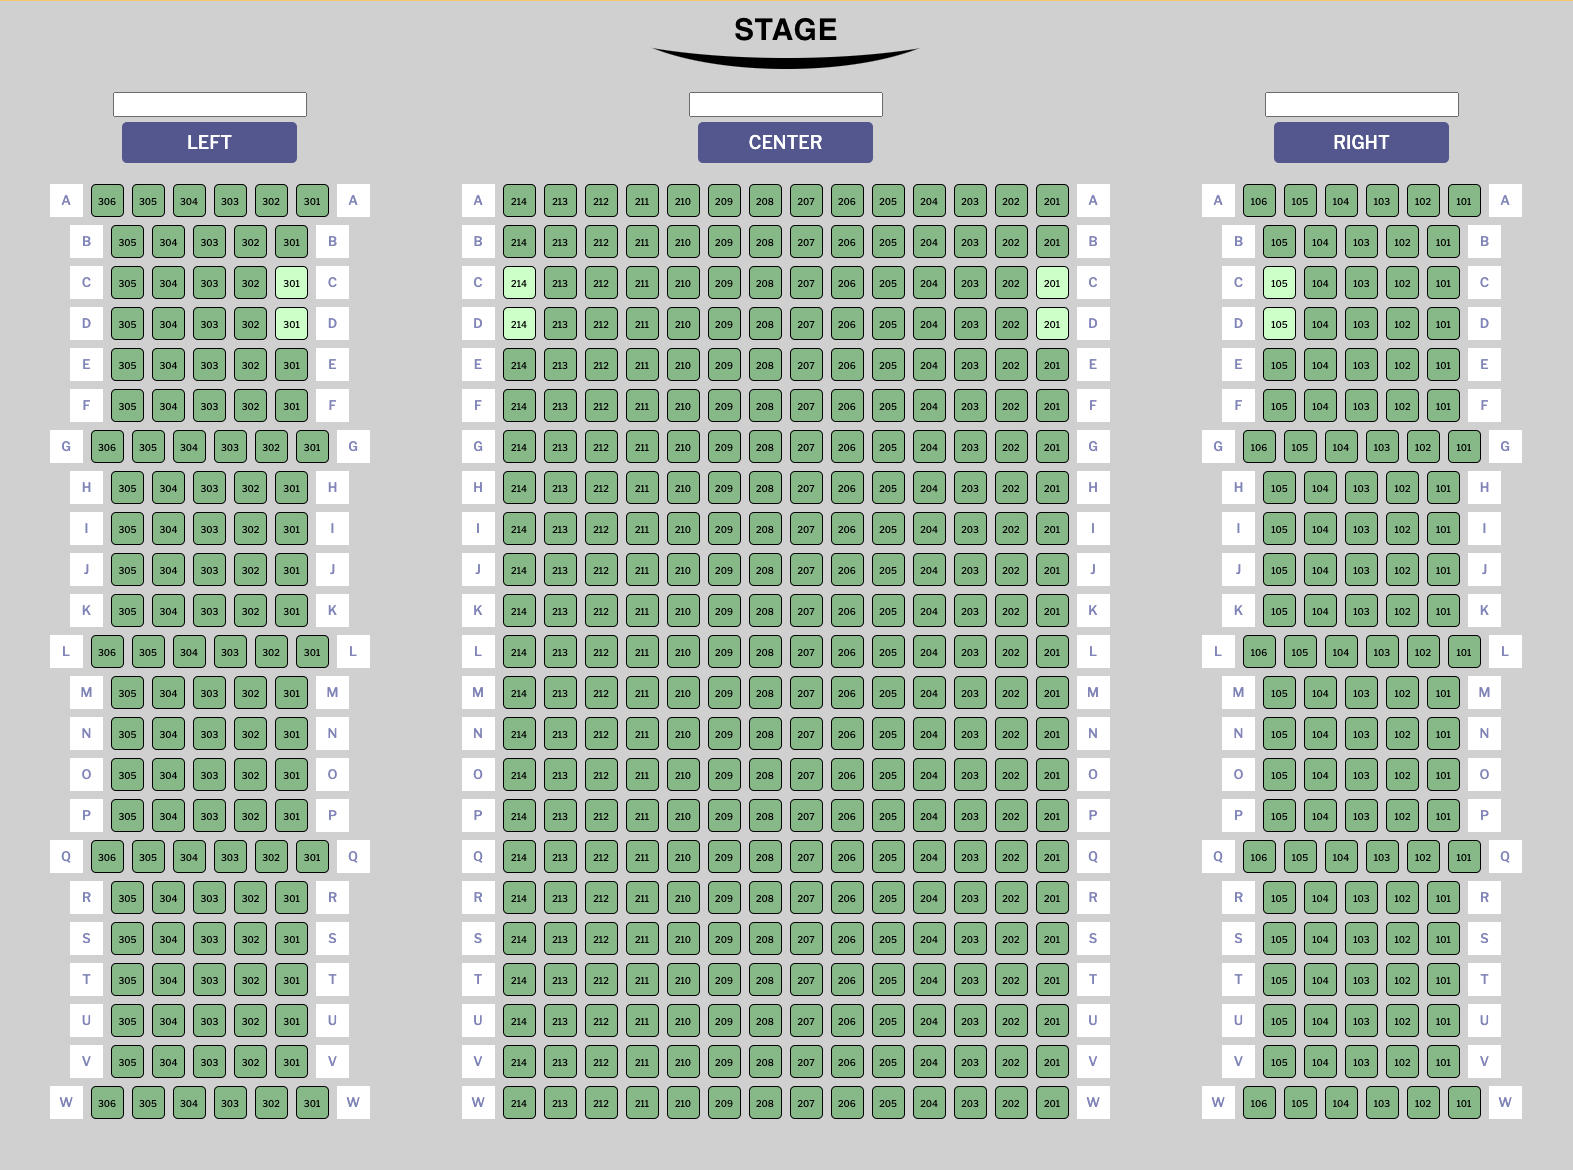 STAGE
LEFT CENTER RIGHT
A 306 305 304 303 302 301 A A 214 213 212 211 210 209 208 207 206 205 204 203 202 201 A A 106 105 104 103 102 101 A
B 305 304 303 302 301 B B 214 213 212 211 210 209 208 207 206 205 204 203 202 201 B B 105 104 103 102 101 B
C 305 304 303 302 301 C C 214 213 212 211 210 209 208 207 206 205 204 203 202 201 C C 105 104 103 102 101 C
D 305 304 303 302 301 D D 214 213 212 211 210 209 208 207 206 205 204 203 202 201 D D 105 104 103 102 101 D
E 305 304 303 302 301 E E 214 213 212 211 210 209 208 207 206 205 204 203 202 201 E E 105 104 103 102 101 E
F 305 304 303 302 301 F F 214 213 212 211 210 209 208 207 206 205 204 203 202 201 F F 105 104 103 102 101 F
G 306 305 304 303 302 301 G G 214 213 212 211 210 209 208 207 206 205 204 203 202 201 G G 106 105 104 103 102 101 G
H 305 304 303 302 301 H H 214 213 212 211 210 209 208 207 206 205 204 203 202 201 H H 105 104 103 102 101 H
I 305 304 303 302 301 I I 214 213 212 211 210 209 208 207 206 205 204 203 202 201 I I 105 104 103 102 101 I
J 305 304 303 302 301 J J 214 213 212 211 210 209 208 207 206 205 204 203 202 201 J J 105 104 103 102 101 J
K 305 304 303 302 301 K K 214 213 212 211 210 209 208 207 206 205 204 203 202 201 K K 105 104 103 102 101 K
L 306 305 304 303 302 301 L L 214 213 212 211 210 209 208 207 206 205 204 203 202 201 L L 106 105 104 103 102 101 L
M 305 304 303 302 301 M M 214 213 212 211 210 209 208 207 206 205 204 203 202 201 M M 105 104 103 102 101 M
N 305 304 303 302 301 N N 214 213 212 211 210 209 208 207 206 205 204 203 202 201 N N 105 104 103 102 101 N
O 305 304 303 302 301 O O 214 213 212 211 210 209 208 207 206 205 204 203 202 201 O O 105 104 103 102 101 O
P 305 304 303 302 301 P P 214 213 212 211 210 209 208 207 206 205 204 203 202 201 P P 105 104 103 102 101 P
Q 306 305 304 303 302 301 Q Q 214 213 212 211 210 209 208 207 206 205 204 203 202 201 Q Q 106 105 104 103 102 101 Q
R 305 304 303 302 301 R R 214 213 212 211 210 209 208 207 206 205 204 203 202 201 R R 105 104 103 102 101 R
S 305 304 303 302 301 S S 214 213 212 211 210 209 208 207 206 205 204 203 202 201 S S 105 104 103 102 101 S
T 305 304 303 302 301 T T 214 213 212 211 210 209 208 207 206 205 204 203 202 201 T T 105 104 103 102 101 T
U 305 304 303 302 301 U U 214 213 212 211 210 209 208 207 206 205 204 203 202 201 U U 105 104 103 102 101 U
V 305 304 303 302 301 V V 214 213 212 211 210 209 208 207 206 205 204 203 202 201 V V 105 104 103 102 101 V
W 306 305 304 303 302 301 W W 214 213 212 211 210 209 208 207 206 205 204 203 202 201 W W 106 105 104 103 102 101 W